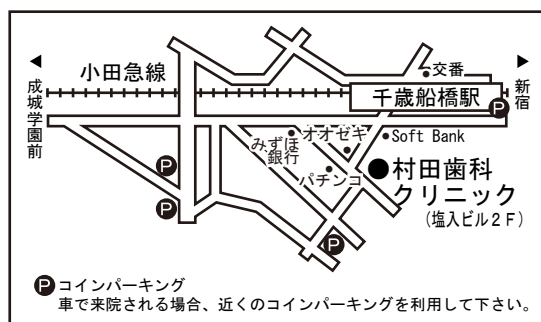 小田急線
交番
成城学園前
千歳船橋駅
新宿
P
みずほ
銀行
オオゼキ
Soft Bank
パチンコ
●村田歯科
クリニック
(塩入ビル2F)
P
P
P
Pコインパーキング
車で来院される場合、近くのコインパーキングを利用して下さい。